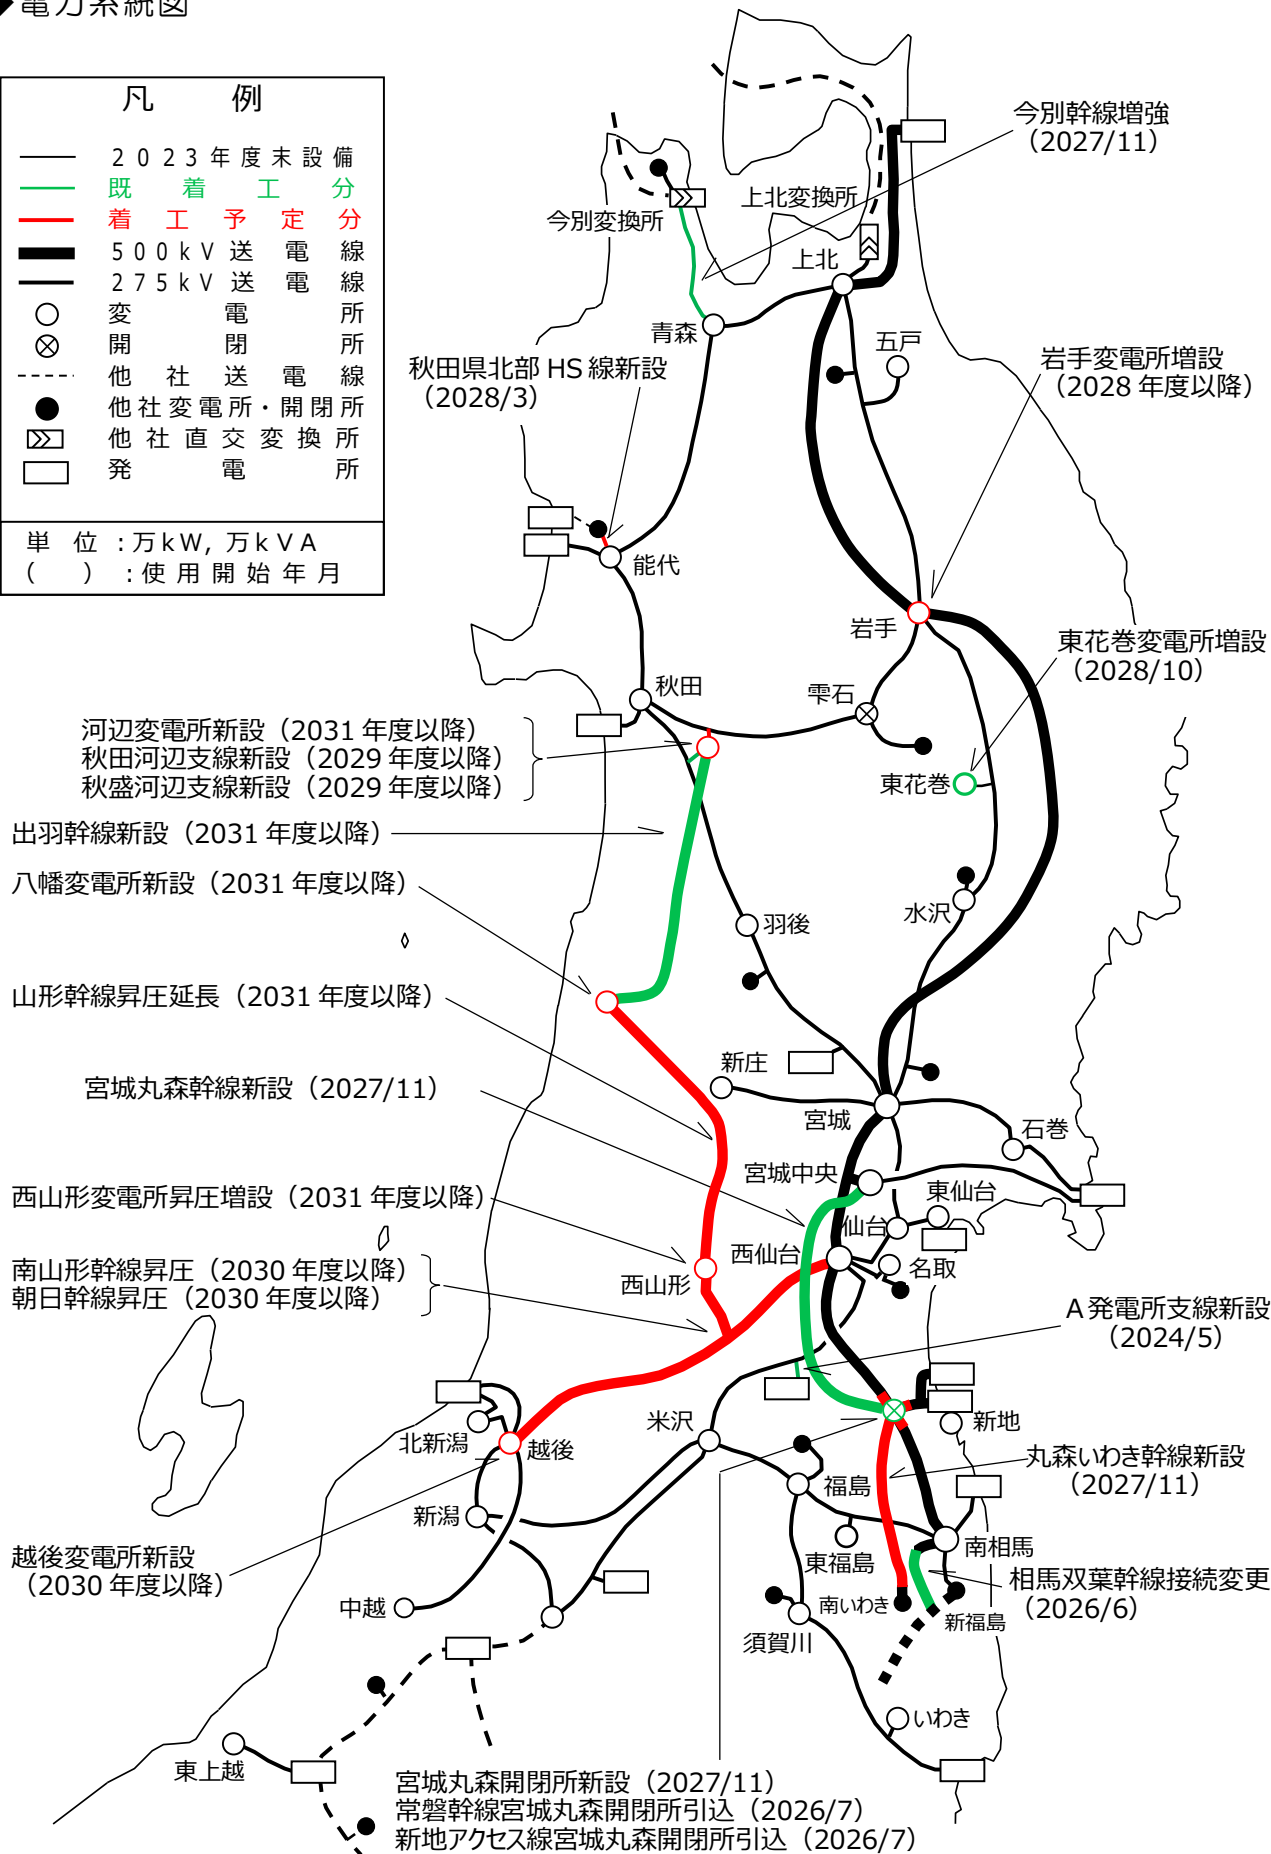 ◆電力系統図
凡 例
2023年度末設備
既着工分
着工予定分
500kV送電線
275kV送電線
変電所
開閉所
他社送電線
他社変電所・開閉所
他社直交変換所
発電所
単位:万kW,万kVA
( ):使用開始年月
今別幹線増強
(2027/11)
上北変換所
今別変換所
上北
青森
五戸
秋田県北部HS線新設
(2028/3)
岩手変電所増設
(2028年度以降)
能代
岩手
東花巻変電所増設
(2028/10)
秋田
雫石
河辺変電所新設(2031年度以降)
秋田河辺支線新設(2029年度以降)
秋盛河辺支線新設(2029年度以降)
東花巻
出羽幹線新設(2031年度以降)
八幡変電所新設(2031年度以降)
羽後
水沢
山形幹線昇圧延長(2031年度以降)
新庄
宮城丸森幹線新設(2027/11)
宮城
石巻
宮城中央
西山形変電所昇圧増設(2031年度以降)
東仙台
仙台
西仙台
名取
南山形幹線昇圧(2030年度以降)
朝日幹線昇圧(2030年度以降)
西山形
A発電所支線新設
(2024/5)
米沢
新地
北新潟
越後
丸森いわき幹線新設
(2027/11)
福島
新潟
東福島
南相馬
越後変電所新設
(2030年度以降)
相馬双葉幹線接続変更
(2026/6)
中越
南いわき
新福島
須賀川
いわき
東上越
宮城丸森開閉所新設(2027/11)
常磐幹線宮城丸森開閉所引込(2026/7)
新地アクセス線宮城丸森開閉所引込(2026/7)